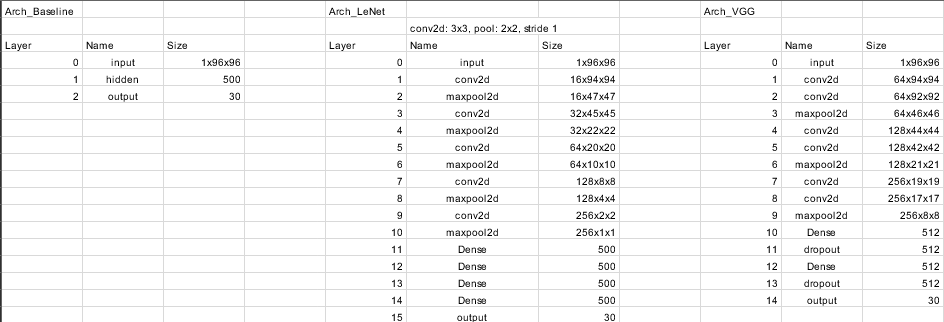 Arch_Baseline Arch_LeNet Arch_VGG
conv2d: 3x3, pool: 2x2, stride 1
Layer Name Size Layer Name Size Layer Name Size
0 input 1x96x96 0 input 1x96x96 0 input 1x96x96
1 hidden 500 1 conv2d 16x94x94 1 conv2d 64x94x94
2 output 30 2 maxpool2d 16x47x47 2 conv2d 64x92x92
3 conv2d 32x45x45 3 maxpool2d 64x46x46
4 maxpool2d 32x22x22 4 conv2d 128x44x44
5 conv2d 64x20x20 5 conv2d 128x42x42
6 maxpool2d 64x10x10 6 maxpool2d 128x21x21
7 conv2d 128x8x8 7 conv2d 256x19x19
8 maxpool2d 128x4x4 8 conv2d 256x17x17
9 conv2d 256x2x2 9 maxpool2d 256x8x8
10 maxpool2d 256x1x1 10 Dense 512
11 Dense 500 11 dropout 512
12 Dense 500 12 Dense 512
13 Dense 500 13 dropout 512
14 Dense 500 14 output 30
15 output 30